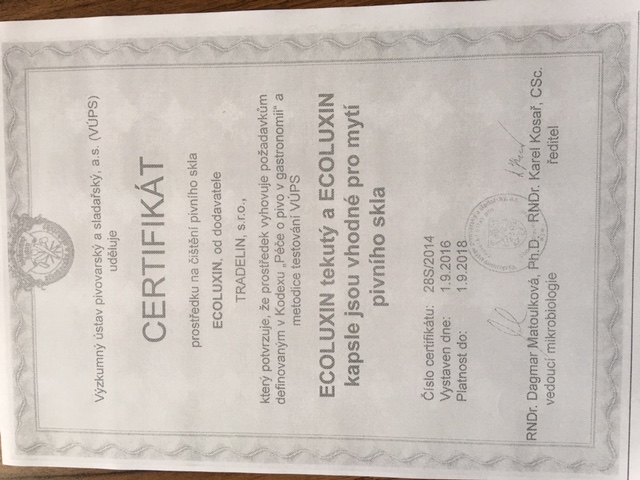 Výzkumný ústav pivovarský a sladařský, a.s. (VÚPS)
uděluje
CERTIFIKÁT
prostředku na čištění pivního skla
ECOLUXIN, od dodavatele
TRADELIN, s.r.o.,
který potvrzuje, že prostředek vyhovuje požadavkům
definovaným v Kodexu „Péče o pivo v gastronomii“ a
metodice testování VÚPS
ECOLUXIN tekutý a ECOLUXIN
kapsle jsou vhodné pro mytí
pivního skla
Číslo certifikátu: 28S/2014
Vystaven dne: 1.9.2016
Platnost do: 1.9.2018
RNDr. Dagmar Matoulková, Ph.D. RNDr. Karel Kosař, CSc.
vedoucí mikrobiologie ředitel